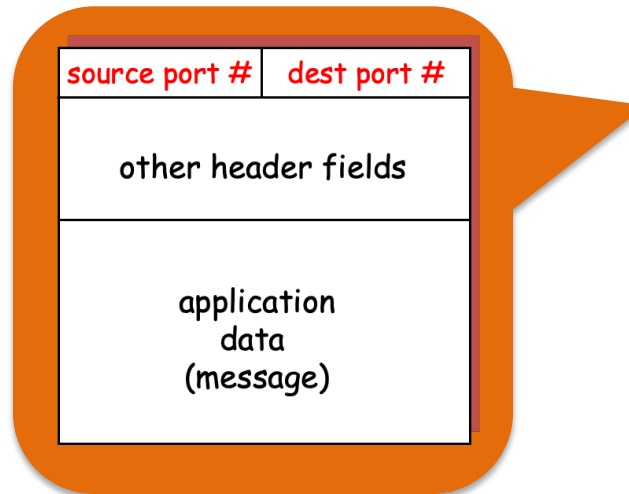 source port # dest port #
other header fields
application
data
(message)